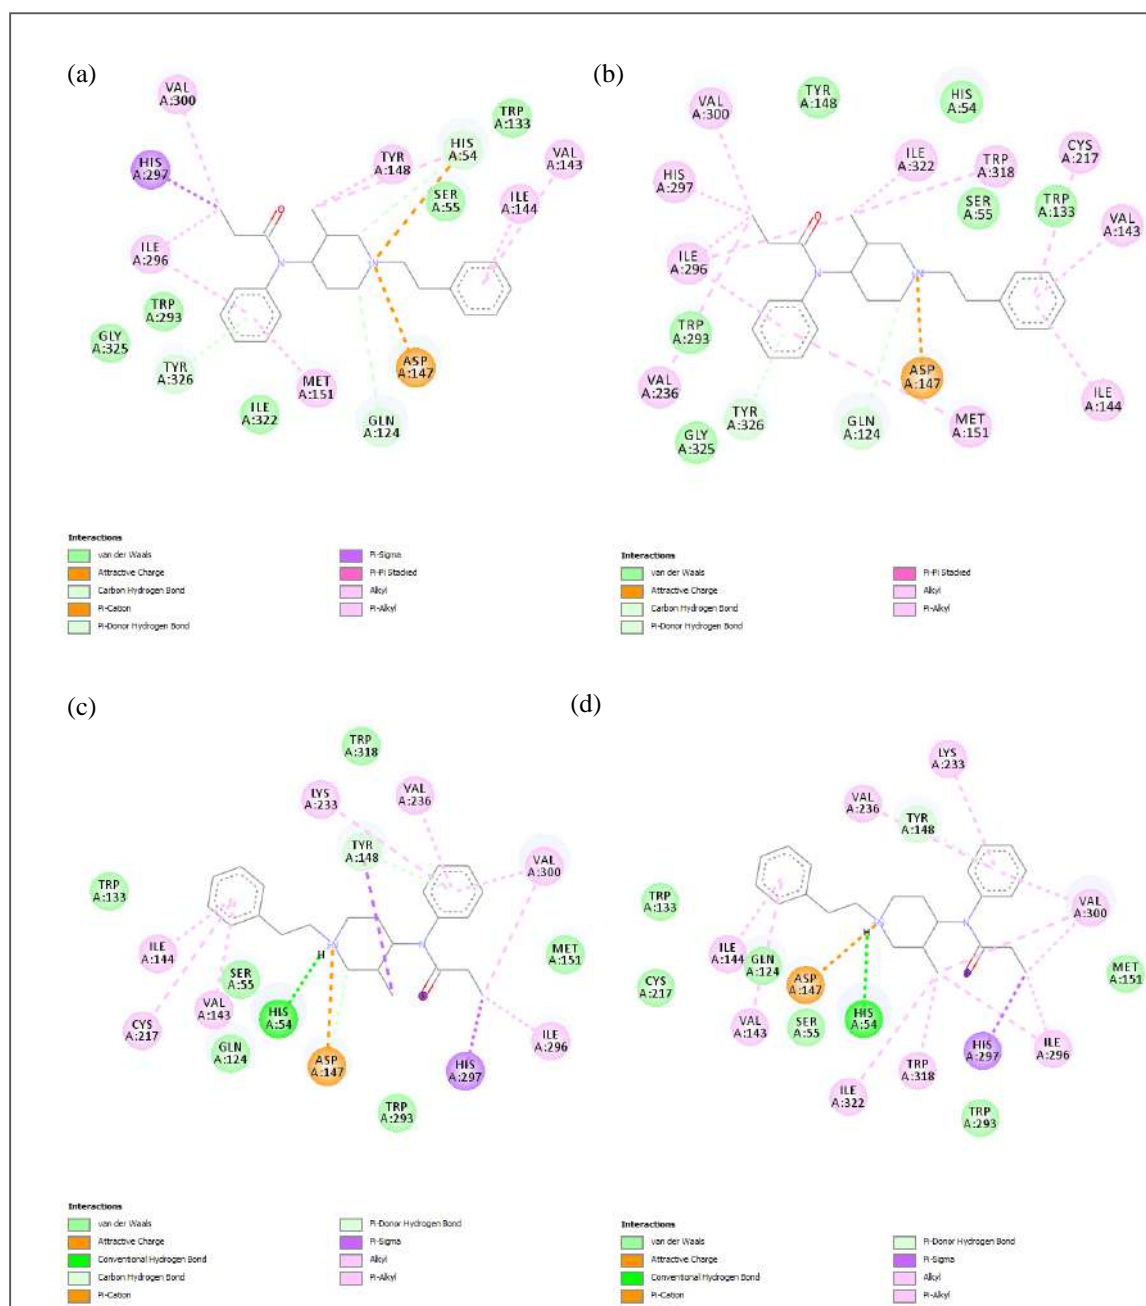 (a)
VAL
A:300
TRP
A:133
HIS
A:54
HIS
A:297
TYR
A:148
VAL
A:143
SER
A:55
ILE
A:144
O
ILE
A:296
N
N
TRP
A:293
GLY
A:325
TYR
A:326
ASP
A:147
MET
A:151
ILE
A:322
GLN
A:124
Interactions
van der Waals
Attractive Charge
Carbon Hydrogen Bond
Pi-Cation
Pi-Donor Hydrogen Bond
Pi-Sigma
Pi-Pi Stacked
Alkyl
Pi-Alkyl
(b)
TYR
A:148
HIS
A:54
VAL
A:300
CYS
A:217
ILE
A:322
TRP
A:318
HIS
A:297
SER
A:55
TRP
A:133
VAL
A:143
O
ILE
A:296
N
N
TRP
A:293
ASP
A:147
VAL
A:236
ILE
A:144
TYR
A:326
GLN
A:124
MET
A:151
GLY
A:325
Interactions
van der Waals
Attractive Charge
Carbon Hydrogen Bond
Pi-Donor Hydrogen Bond
Pi-Pi Stacked
Alkyl
Pi-Alkyl
(c)
TRP
A:318
LYS
A:233
VAL
A:236
TYR
A:148
VAL
A:300
TRP
A:133
N
N
H
ILE
A:144
MET
A:151
SER
A:55
VAL
A:143
HIS
A:54
CYS
A:217
GLN
A:124
ASP
A:147
HIS
A:297
ILE
A:296
TRP
A:293
Interactions
van der Waals
Attractive Charge
Conventional Hydrogen Bond
Carbon Hydrogen Bond
Pi-Cation
Pi-Donor Hydrogen Bond
Pi-Sigma
Alkyl
Pi-Alkyl
(d)
LYS
A:233
VAL
A:236
TYR
A:148
TRP
A:133
VAL
A:300
N
H
ILE
A:144
GLN
A:124
MET
A:151
CYS
A:217
ASP
A:147
VAL
A:143
SER
A:55
HIS
A:54
HIS
A:297
ILE
A:296
TRP
A:318
ILE
A:322
TRP
A:293
Interactions
van der Waals
Attractive Charge
Conventional Hydrogen Bond
Pi-Cation
Pi-Donor Hydrogen Bond
Pi-Sigma
Alkyl
Pi-Alkyl